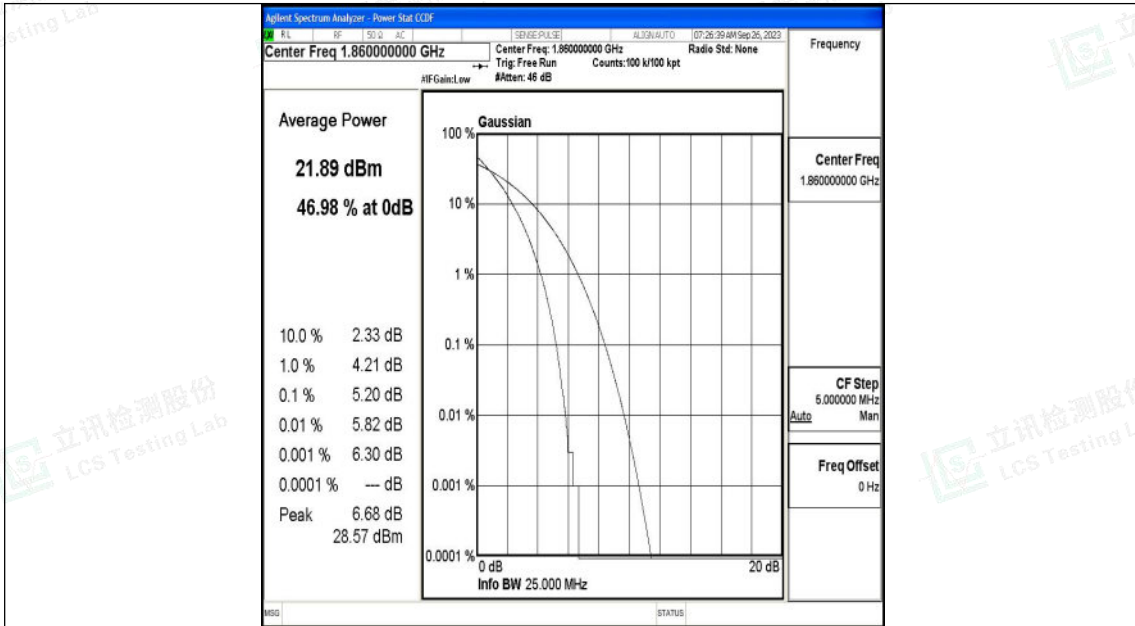 Agilent Spectrum Analyzer - Power Stat CCDF
RL RF 50 Ω AC SENSE:PULSE ALIGNAUTO 07:26:39 AM Sep 26, 2023
Center Freq 1.860000000 GHz
Center Freq: 1.860000000 GHz Radio Std: None
Trig: Free Run Counts:100 k/100 kpt
#IFGain:Low #Atten: 46 dB
Frequency
Average Power
21.89 dBm
46.98 % at 0dB
10.0 % 2.33 dB
1.0 % 4.21 dB
0.1 % 5.20 dB
0.01 % 5.82 dB
0.001 % 6.30 dB
0.0001 % --- dB
Peak 6.68 dB
28.57 dBm
Gaussian
100 %
10 %
1 %
0.1 %
0.01 %
0.001 %
0.0001 %
0 dB 20 dB
Info BW 25.000 MHz
Center Freq
1.860000000 GHz
CF Step
5.000000 MHz
Auto Man
Freq Offset
0 Hz
MSG STATUS
立讯检测股份
LCS Testing Lab
立讯检测股份
LCS Testing L
sting Lab
立
LCS